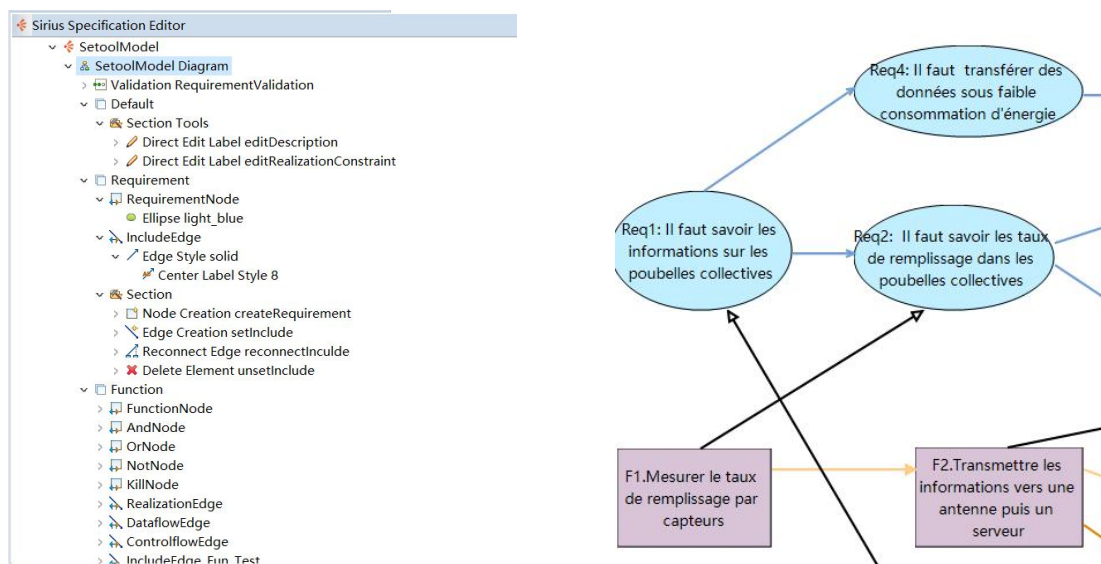 Sirius Specification Editor
SetoolModel
SetoolModel Diagram
Validation RequirementValidation
Default
Section Tools
Direct Edit Label editDescription
Direct Edit Label editRealizationConstraint
Requirement
RequirementNode
Ellipse light_blue
IncludeEdge
Edge Style solid
Center Label Style 8
Section
Node Creation createRequirement
Edge Creation setInclude
Reconnect Edge reconnectInculde
Delete Element unsetInclude
Function
FunctionNode
AndNode
OrNode
NotNode
KillNode
RealizationEdge
DataflowEdge
ControlflowEdge
IncludeEdge_Fun_Test
Req4: Il faut transférer des
données sous faible
consommation d'énergie
Req1: Il faut savoir les
informations sur les
poubelles collectives
Req2: Il faut savoir les taux
de remplissage dans les
poubelles collectives
F1.Mesurer le taux
de remplissage par
capteurs
F2.Transmettre les
informations vers une
antenne puis un
serveur